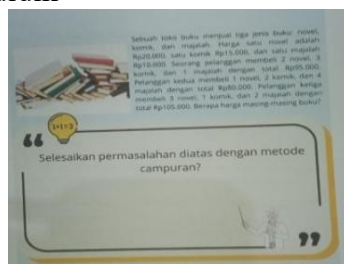 Sebuah toko buku menjual tiga jenis buku: novel,
komik, dan majalah. Harga satu novel adalah
Rp20.000, satu komik Rp15.000, dan satu majalah
Rp10.000. Seorang pelanggan membeli 2 novel, 3
komik, dan 1 majalah dengan total Rp95.000.
Pelanggan kedua membeli 1 novel, 2 komik, dan 4
majalah dengan total Rp80.000. Pelanggan ketiga
membeli 3 novel, 1 komik, dan 2 majalah dengan
total Rp105.000. Berapa harga masing-masing buku?
1+1=2
Selesaikan permasalahan diatas dengan metode
campuran?